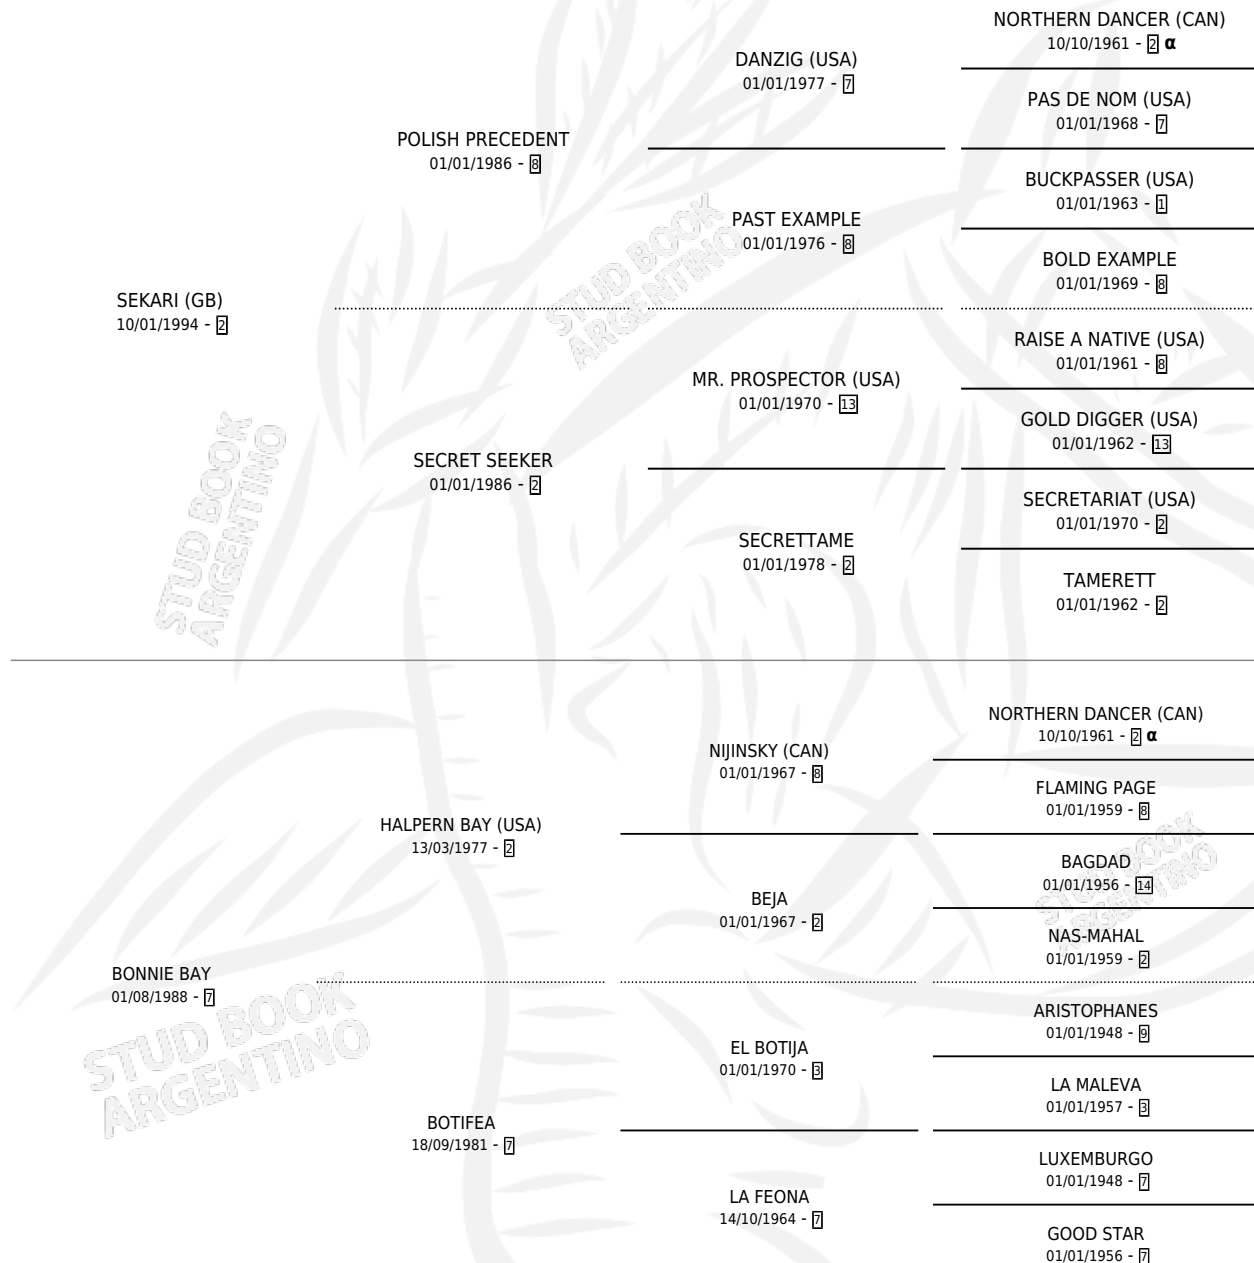 NORTHERN DANCER (CAN)
10/10/1961 - 2 α
DANZIG (USA)
01/01/1977 - 7
PAS DE NOM (USA)
01/01/1968 - 7
POLISH PRECEDENT
01/01/1986 - 8
BUCKPASSER (USA)
01/01/1963 - 1
PAST EXAMPLE
01/01/1976 - 8
BOLD EXAMPLE
01/01/1969 - 8
SEKARI (GB)
10/01/1994 - 2
RAISE A NATIVE (USA)
01/01/1961 - 8
MR. PROSPECTOR (USA)
01/01/1970 - 13
GOLD DIGGER (USA)
01/01/1962 - 13
SECRET SEEKER
01/01/1986 - 2
SECRETARIAT (USA)
01/01/1970 - 2
SECRETTAME
01/01/1978 - 2
TAMERETT
01/01/1962 - 2
NORTHERN DANCER (CAN)
10/10/1961 - 2 α
NIJINSKY (CAN)
01/01/1967 - 8
FLAMING PAGE
01/01/1959 - 8
HALPERN BAY (USA)
13/03/1977 - 2
BAGDAD
01/01/1956 - 14
BEJA
01/01/1967 - 2
NAS-MAHAL
01/01/1959 - 2
BONNIE BAY
01/08/1988 - 7
ARISTOPHANES
01/01/1948 - 9
EL BOTIJA
01/01/1970 - 3
LA MALEVA
01/01/1957 - 3
BOTIFEA
18/09/1981 - 7
LUXEMBURGO
01/01/1948 - 7
LA FEONA
14/10/1964 - 7
GOOD STAR
01/01/1956 - 7
STUD BOOK
ARGENTINO
STUD BOOK
ARGENTINO
STUD BOOK
ARGENTINO
STUD BOOK
ARGENTINO